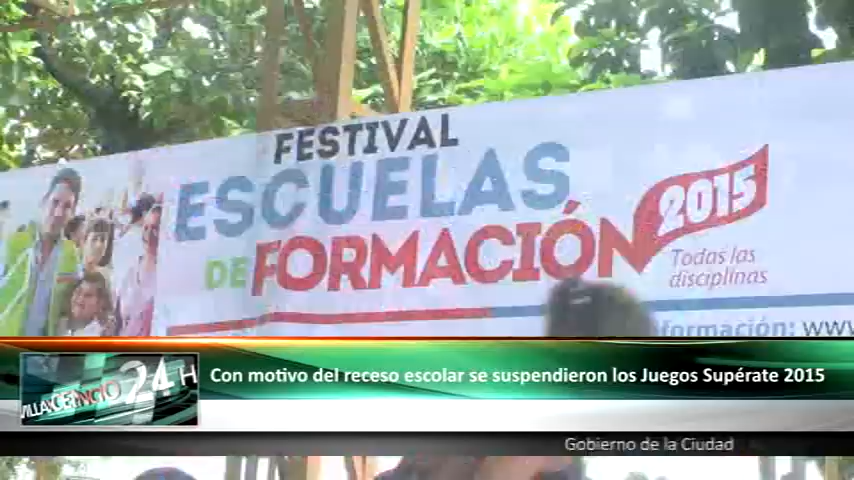 FESTIVAL
ESCUELAS
DE FORMACIÓN 2015
Todas las
disciplinas
formación: www
VILLAVICENCIO 24 H
Con motivo del receso escolar se suspendieron los Juegos Supérate 2015
Gobierno de la Ciudad